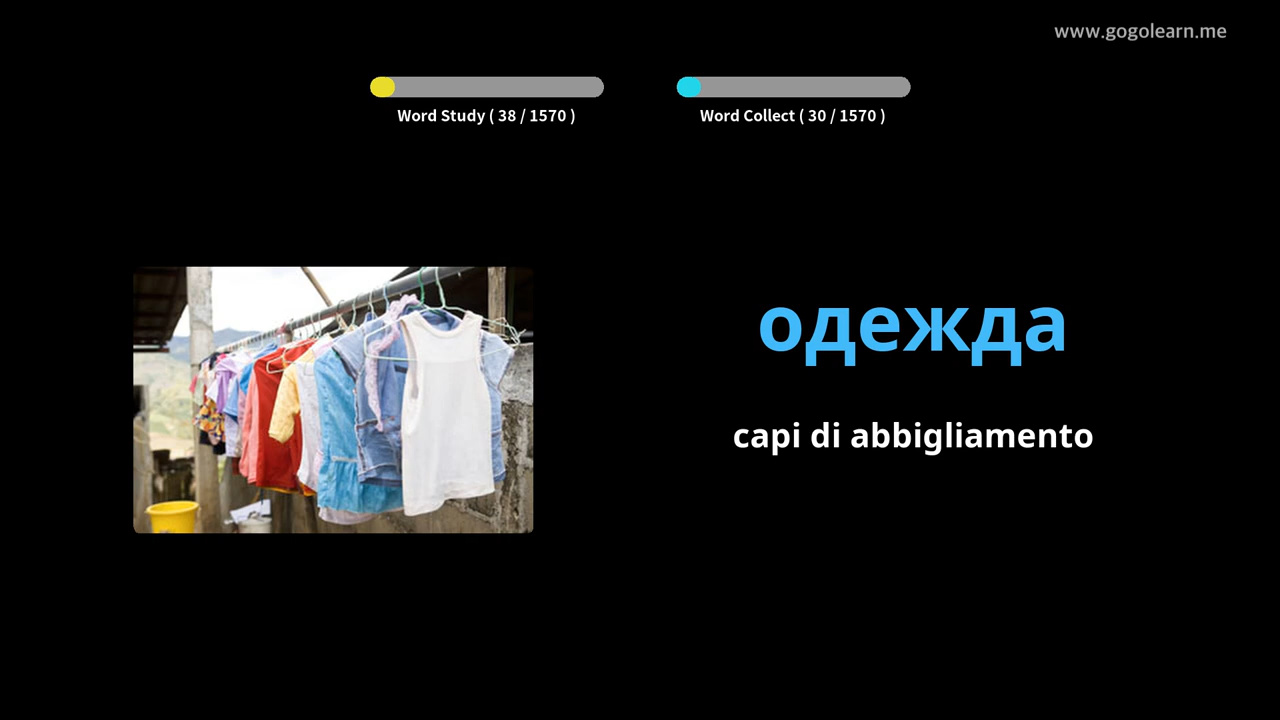 www.gogolearn.me
Word Study ( 38 / 1570 )
Word Collect ( 30 / 1570 )
одежда
capi di abbigliamento